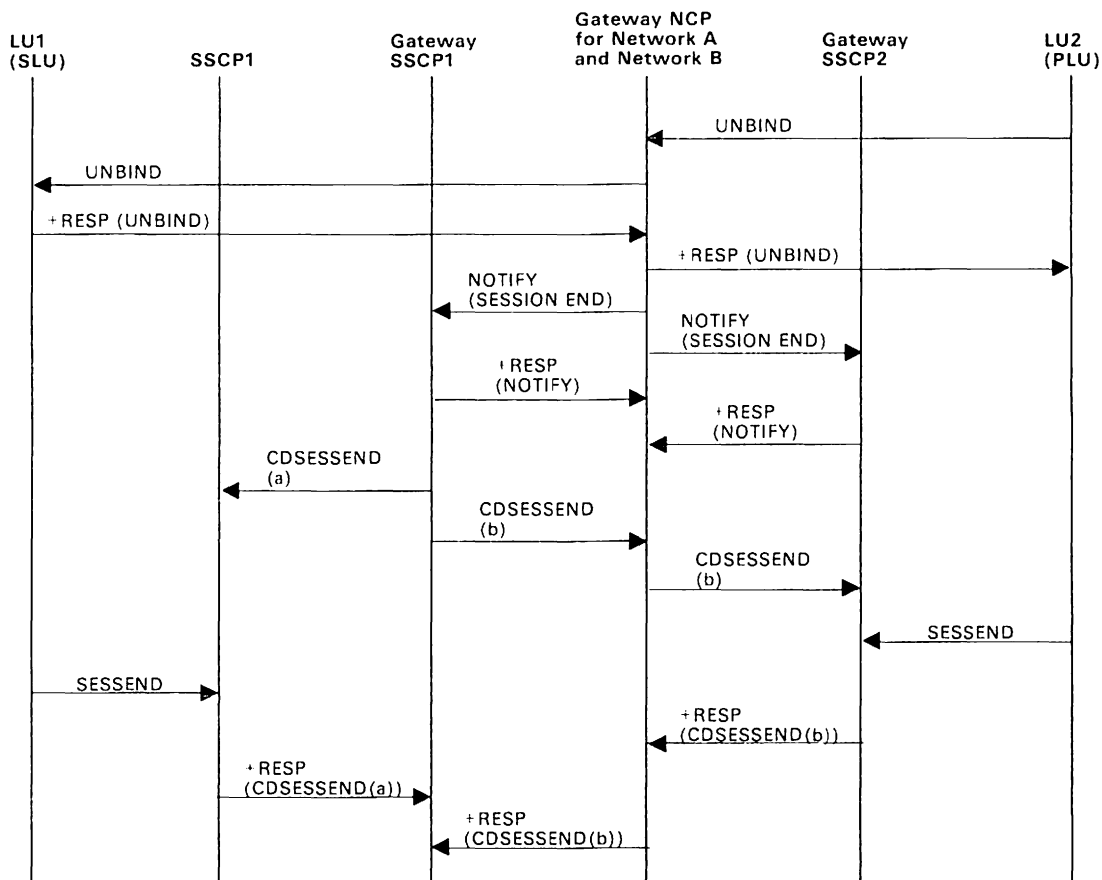 Gateway NCP
for Network A
and Network B
LU1
(SLU)
SSCP1
Gateway
SSCP1
Gateway
SSCP2
LU2
(PLU)
UNBIND
UNBIND
+RESP (UNBIND)
+RESP (UNBIND)
NOTIFY
(SESSION END)
NOTIFY
(SESSION END)
+RESP
(NOTIFY)
+RESP
(NOTIFY)
CDSESSEND
(a)
CDSESSEND
(b)
CDSESSEND
(b)
SESSEND
SESSEND
+RESP
(CDSESSEND(b))
+RESP
(CDSESSEND(a))
+RESP
(CDSESSEND(b))